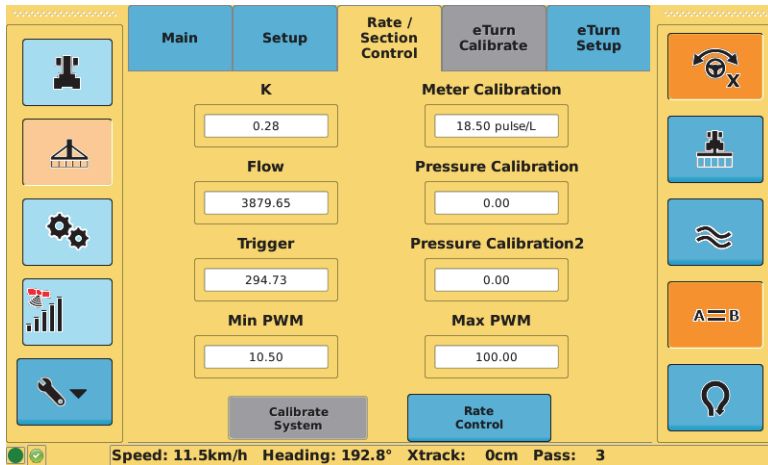 Main
Setup
Rate /
Section
Control
eTurn
Calibrate
eTurn
Setup
K
Meter Calibration
0.28
18.50 pulse/L
Flow
Pressure Calibration
3879.65
0.00
Trigger
Pressure Calibration2
294.73
0.00
Min PWM
Max PWM
10.50
100.00
Calibrate
System
Rate
Control
X
A B
Speed: 11.5km/h Heading: 192.8° Xtrack: 0cm Pass: 3